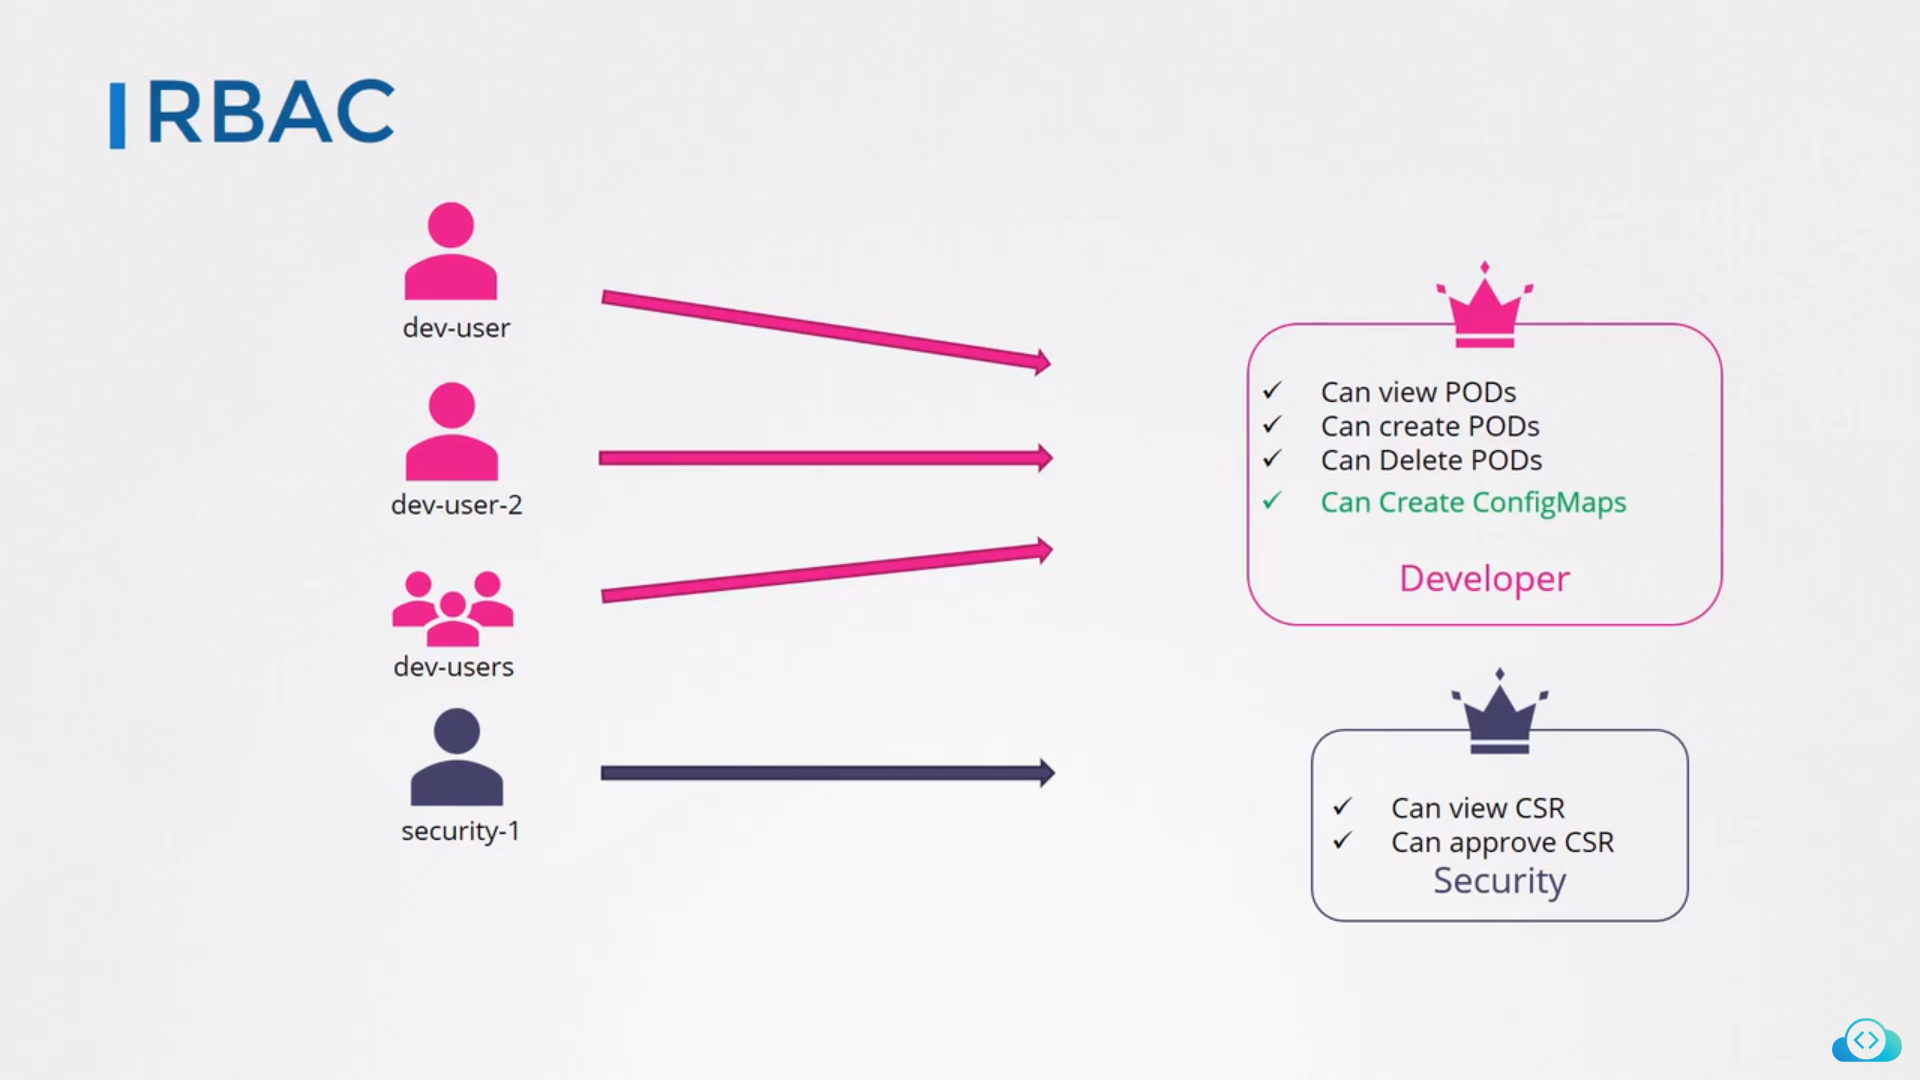 RBAC
dev-user
dev-user-2
dev-users
security-1
✓ Can view PODs
✓ Can create PODs
✓ Can Delete PODs
✓ Can Create ConfigMaps
Developer
✓ Can view CSR
✓ Can approve CSR
Security